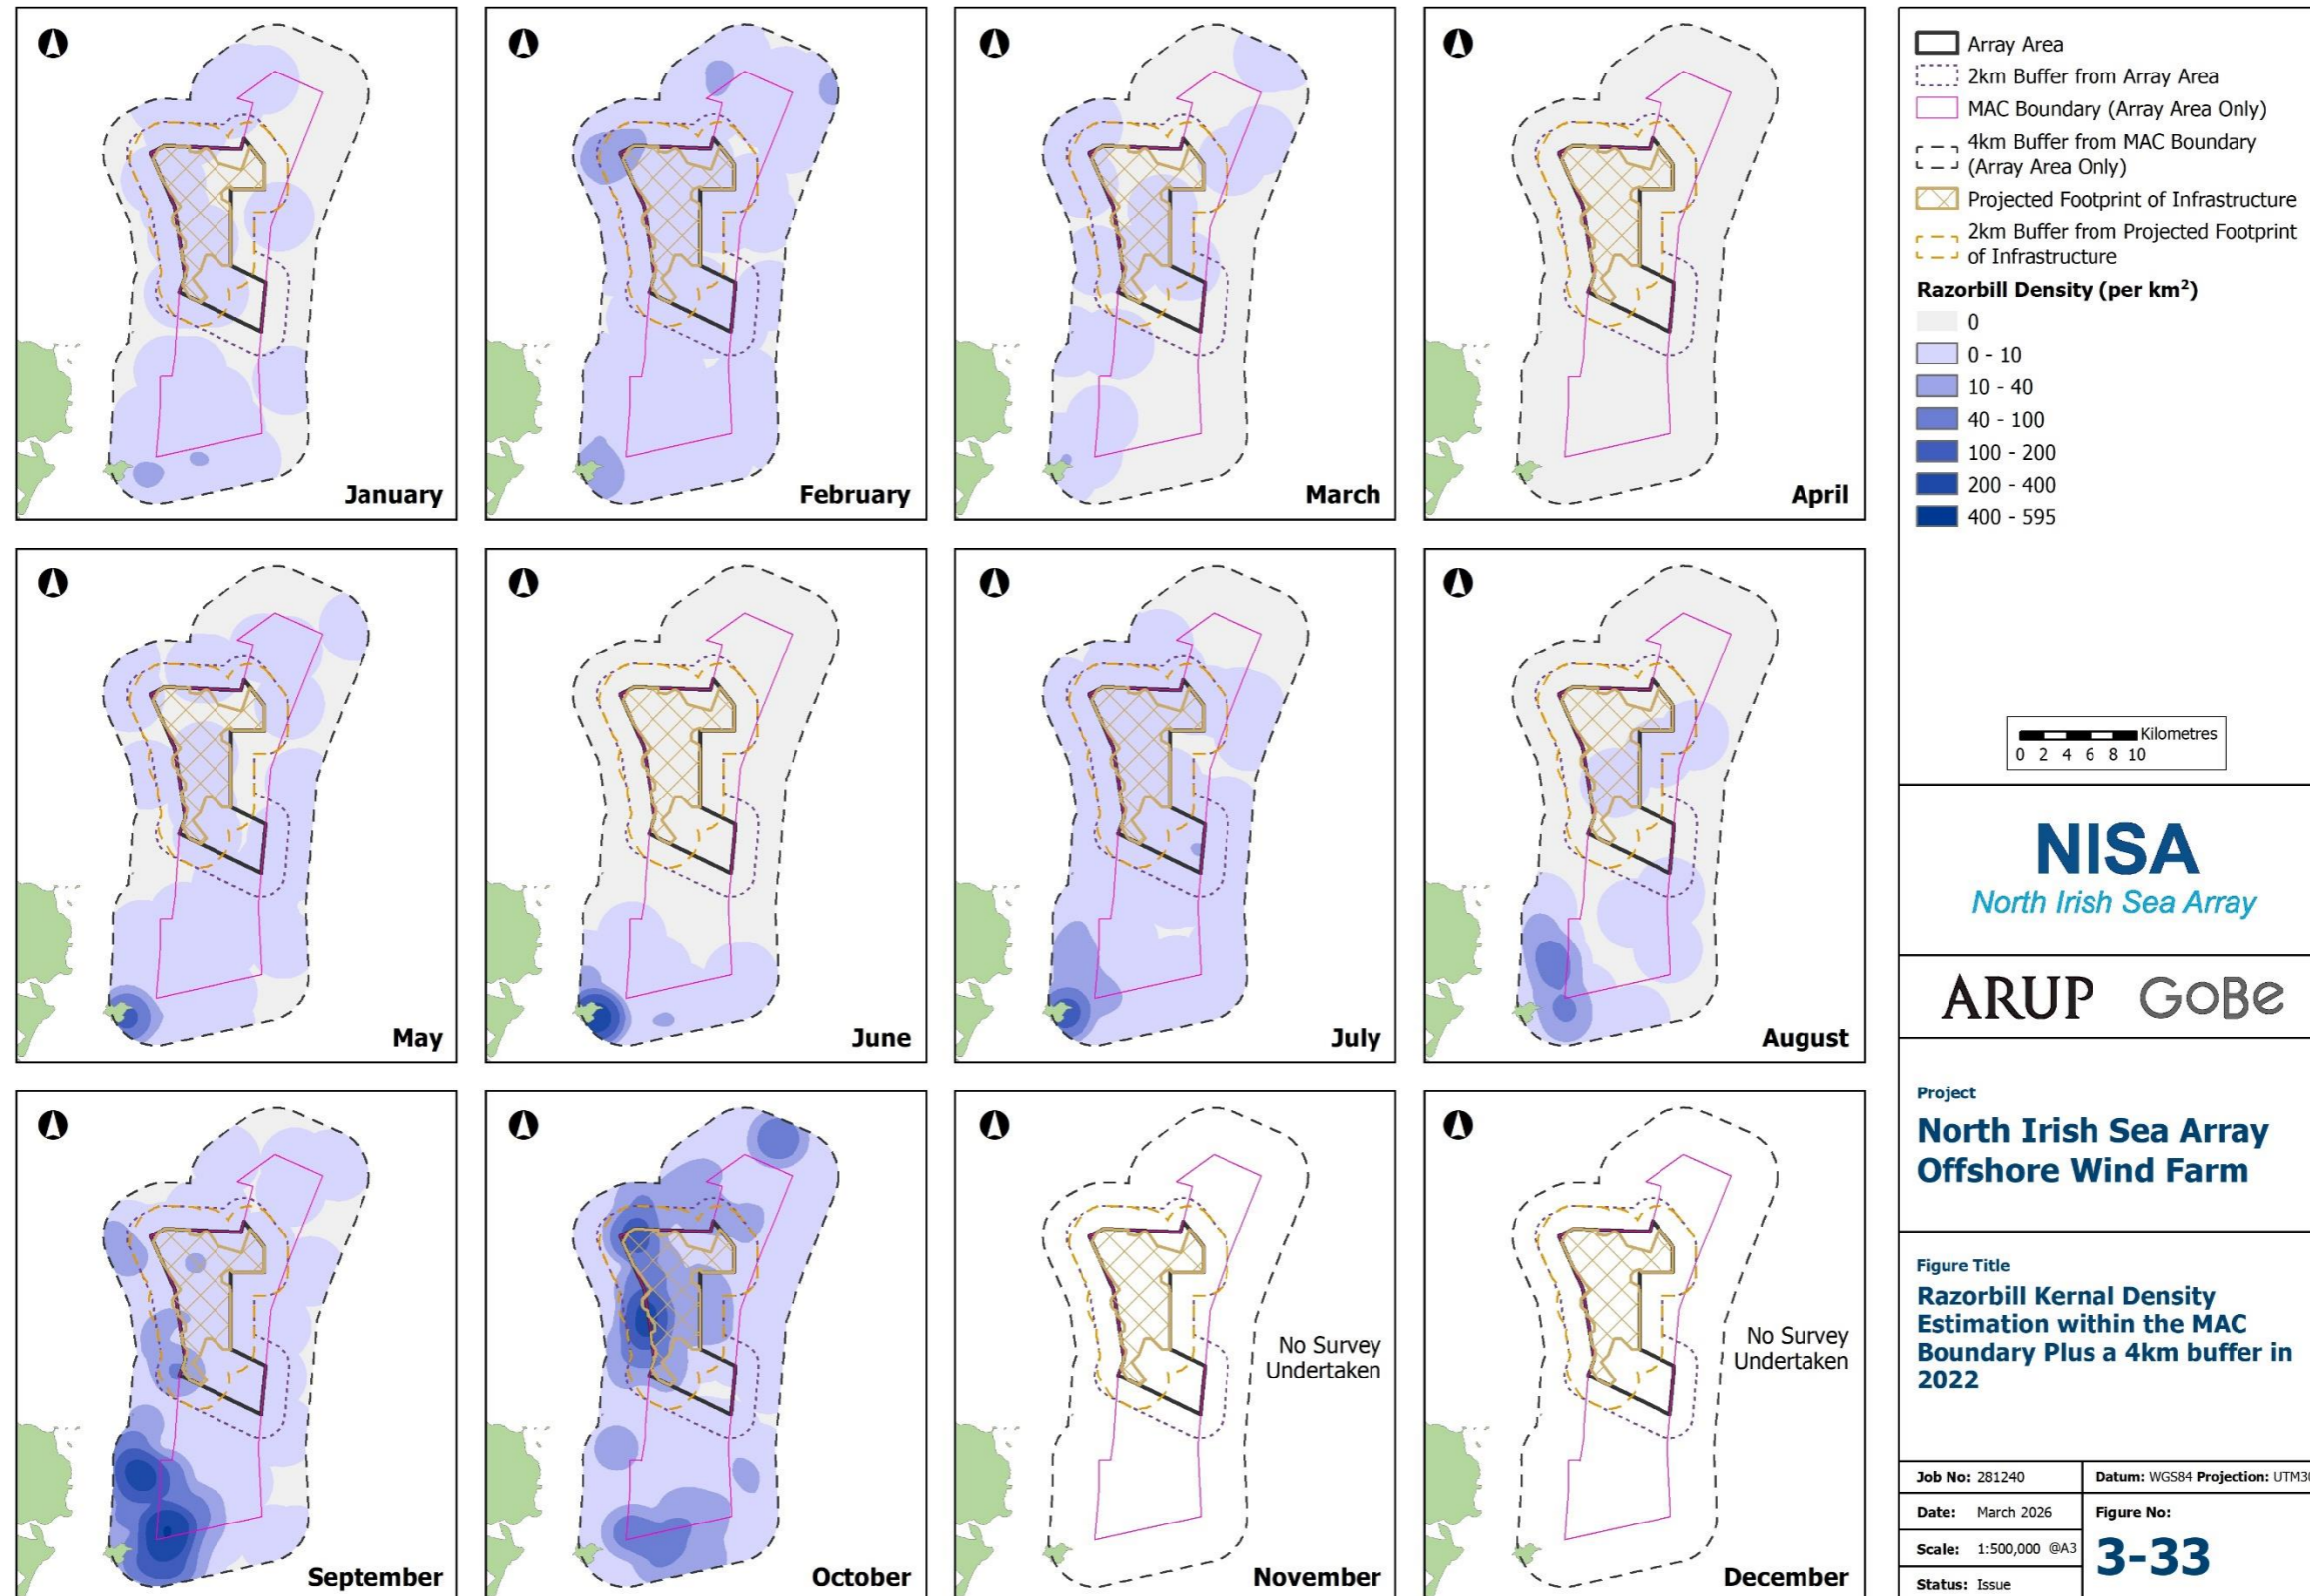 January
February
March
April
May
June
July
August
September
October
No Survey
Undertaken
November
No Survey
Undertaken
December
Array Area
2km Buffer from Array Area
MAC Boundary (Array Area Only)
4km Buffer from MAC Boundary
(Array Area Only)
Projected Footprint of Infrastructure
2km Buffer from Projected Footprint
of Infrastructure
Razorbill Density (per km²)
0
0 - 10
10 - 40
40 - 100
100 - 200
200 - 400
400 - 595
Kilometres
0 2 4 6 8 10
NISA
North Irish Sea Array
ARUP GoBe
Project
North Irish Sea Array
Offshore Wind Farm
Figure Title
Razorbill Kernal Density
Estimation within the MAC
Boundary Plus a 4km buffer in
2022
Job No: 281240 Datum: WGS84 Projection: UTM30
Date: March 2026 Figure No:
Scale: 1:500,000 @A3 3-33
Status: Issue